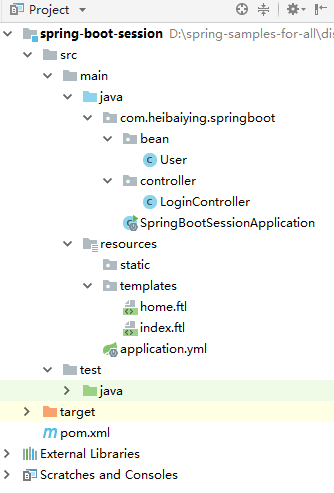 Project
spring-boot-session D:\spring-samples-for-all\dis
src
main
java
com.heibaiying.springboot
bean
User
controller
LoginController
SpringBootSessionApplication
resources
static
templates
home.ftl
index.ftl
application.yml
test
java
target
pom.xml
External Libraries
Scratches and Consoles